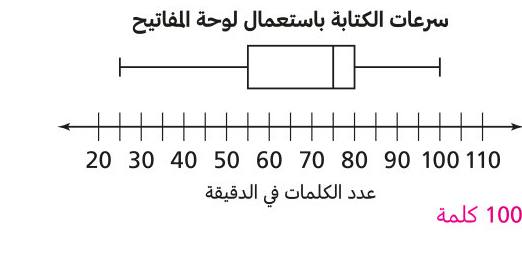 سرعات الكتابة باستعمال لوحة المفاتيح
20 30 40 50 60 70 80 90 100 110
عدد الكلمات في الدقيقة
100 كلمة